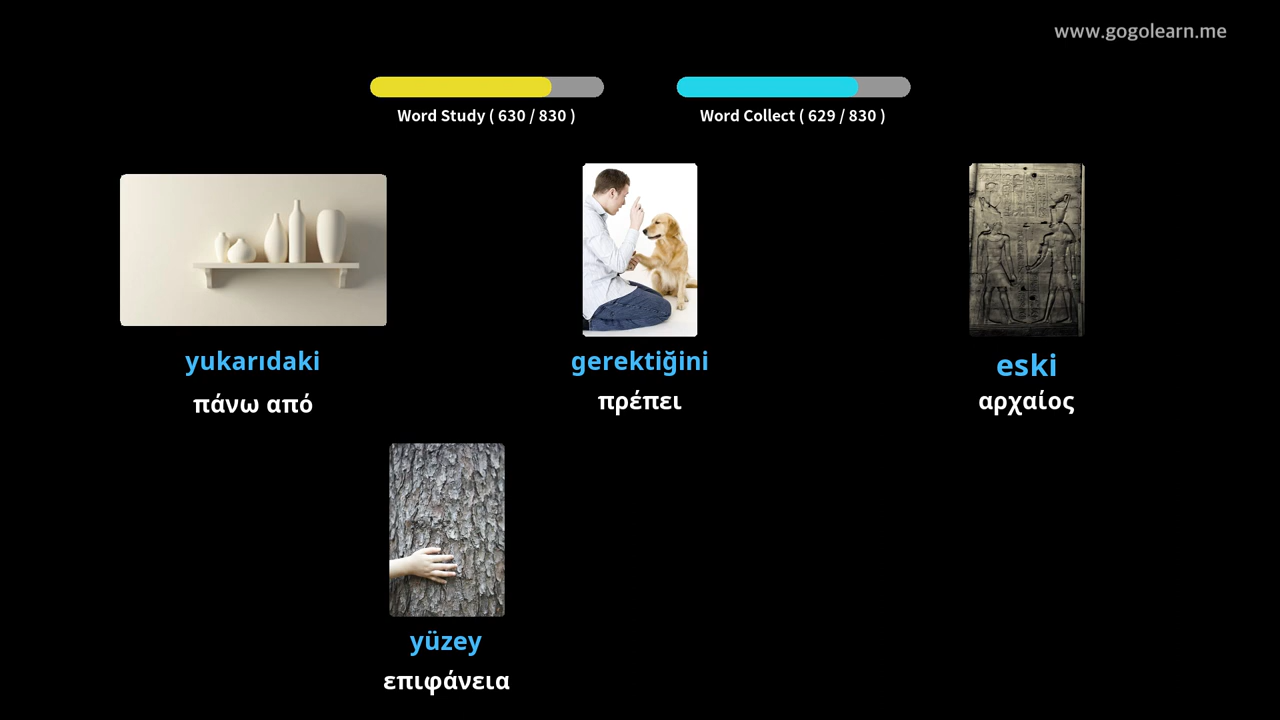 www.gogolearn.me
Word Study ( 630 / 830 )
Word Collect ( 629 / 830 )
yukarıdaki
πάνω από
gerektiğini
πρέπει
eski
αρχαίος
yüzey
επιφάνεια